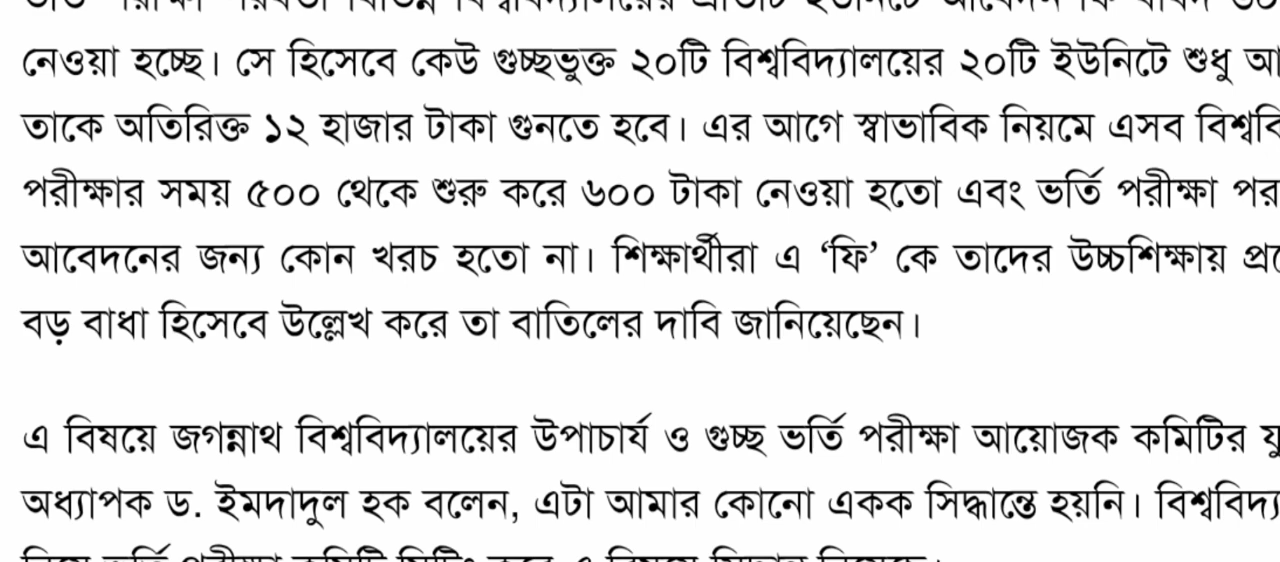 নেওয়া হচ্ছে। সে হিসেবে কেউ গুচ্ছভুক্ত ২০টি বিশ্ববিদ্যালয়ের ২০টি ইউনিটে শুধু
তাকে অতিরিক্ত ১২ হাজার টাকা গুনতে হবে। এর আগে স্বাভাবিক নিয়মে এসব
পরীক্ষার সময় ৫০০ থেকে শুরু করে ৬০০ টাকা নেওয়া হতো এবং ভর্তি পরীক্ষা
আবেদনের জন্য কোন খরচ হতো না। শিক্ষার্থীরা এ ‘ফি’ কে তাদের উচ্চশিক্ষায়
বড় বাধা হিসেবে উল্লেখ করে তা বাতিলের দাবি জানিয়েছেন।
এ বিষয়ে জগন্নাথ বিশ্ববিদ্যালয়ের উপাচার্য ও গুচ্ছ ভর্তি পরীক্ষা আয়োজক কমিটির
অধ্যাপক ড. ইমদাদুল হক বলেন, এটা আমার কোনো একক সিদ্ধান্তে হয়নি।